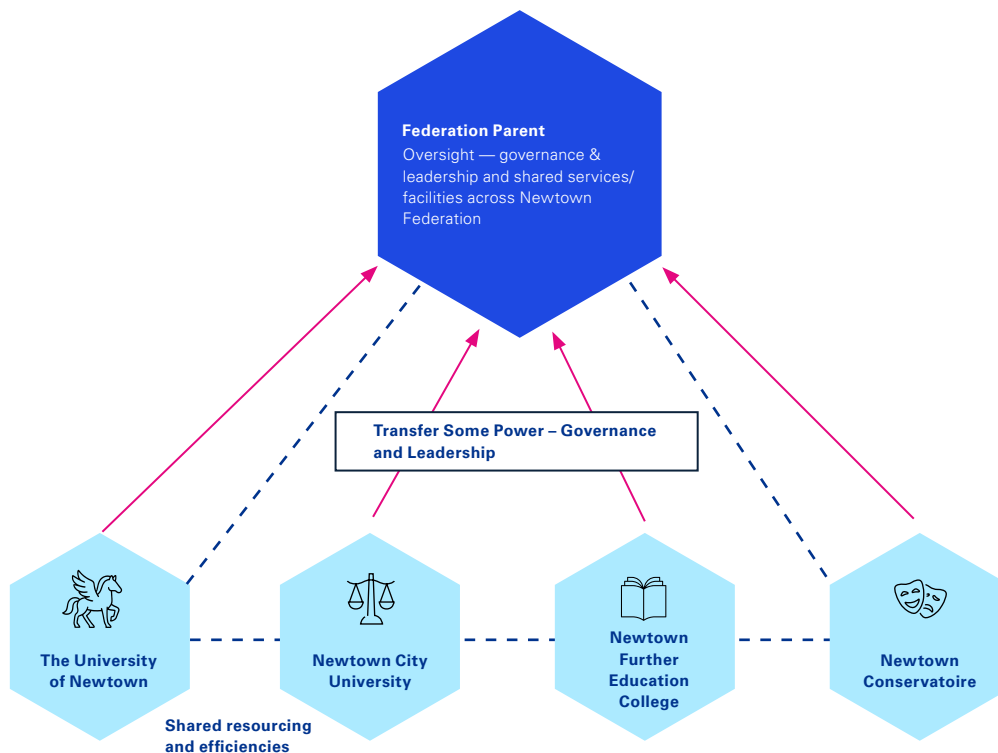 Federation Parent
Oversight — governance &
leadership and shared services/
facilities across Newtown
Federation
Transfer Some Power – Governance
and Leadership
The University
of Newtown
Newtown City
University
Newtown
Further
Education
College
Newtown
Conservatoire
Shared resourcing
and efficiencies